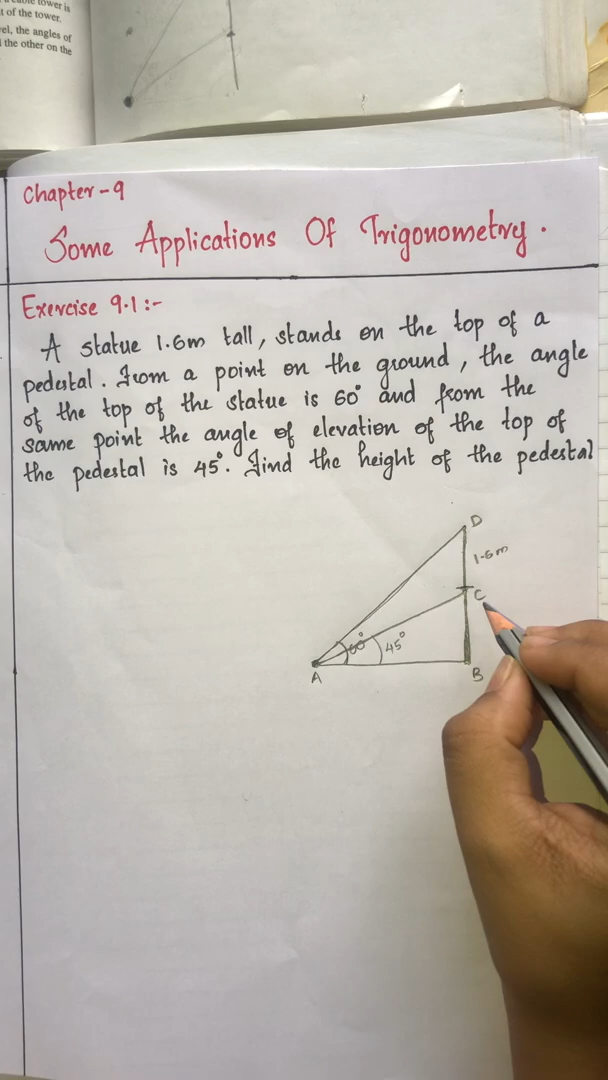 tower is
t of the tower.
el, the angles of
the other on the
Chapter-9
Some Applications Of Trigonometry.
Exercise 9.1:-
A statue 1.6m tall, stands on the top of a
pedestal. From a point on the ground, the angle
of the top of the statue is 60° and from the
same point the angle of elevation of the top of
the pedestal is 45°. Find the height of the pedestal
D
1.6m
C
60° 45°
A B